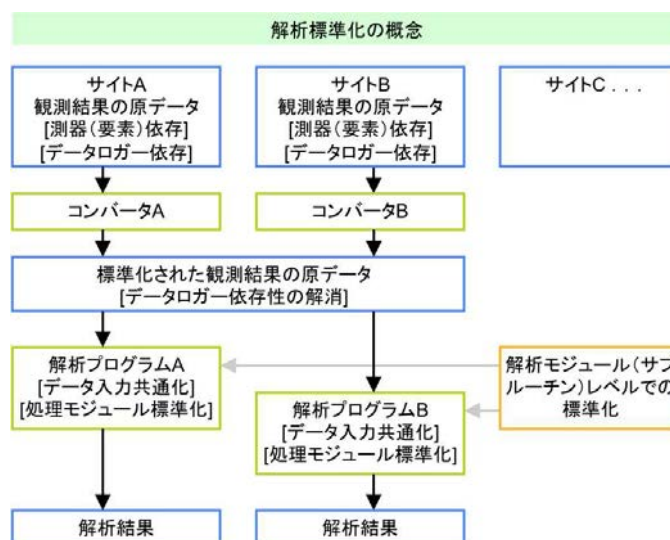 解析標準化の概念
サイトA
観測結果の原データ
[測器(要素)依存]
[データロガー依存]
サイトB
観測結果の原データ
[測器(要素)依存]
[データロガー依存]
サイトC . . .
コンバータA
コンバータB
標準化された観測結果の原データ
[データロガー依存性の解消]
解析プログラムA
[データ入力共通化]
[処理モジュール標準化]
解析プログラムB
[データ入力共通化]
[処理モジュール標準化]
解析モジュール(サブ
ルーチン)レベルでの
標準化
解析結果
解析結果